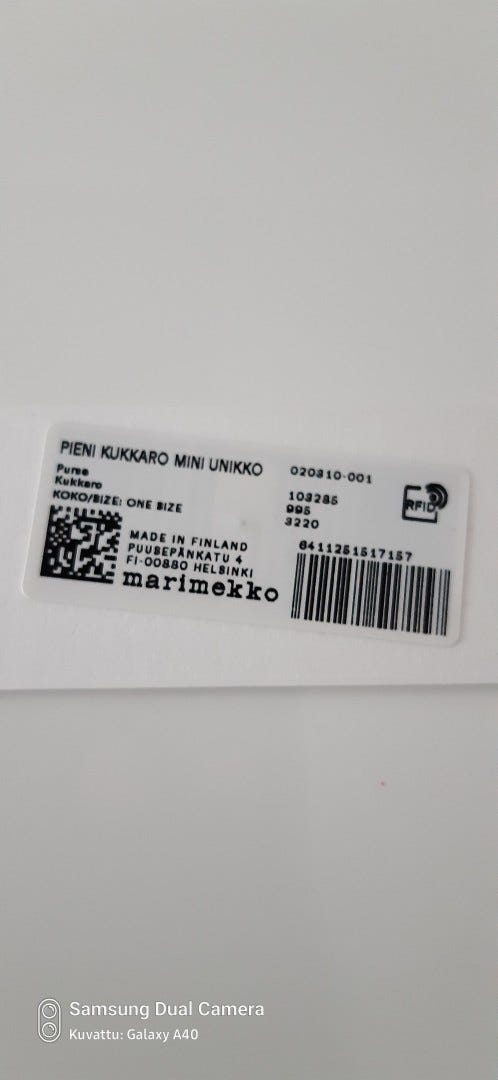 PIENI KUKKARO MINI UNIKKO
Purse
Kukkaro
KOKO/SIZE: ONE SIZE
MADE IN FINLAND
PUUSEPÄNKATU 4
FI-00880 HELSINKI
marimekko
020310-001
103285
995
3220
RFID
6411251517157
Samsung Dual Camera
Kuvattu: Galaxy A40